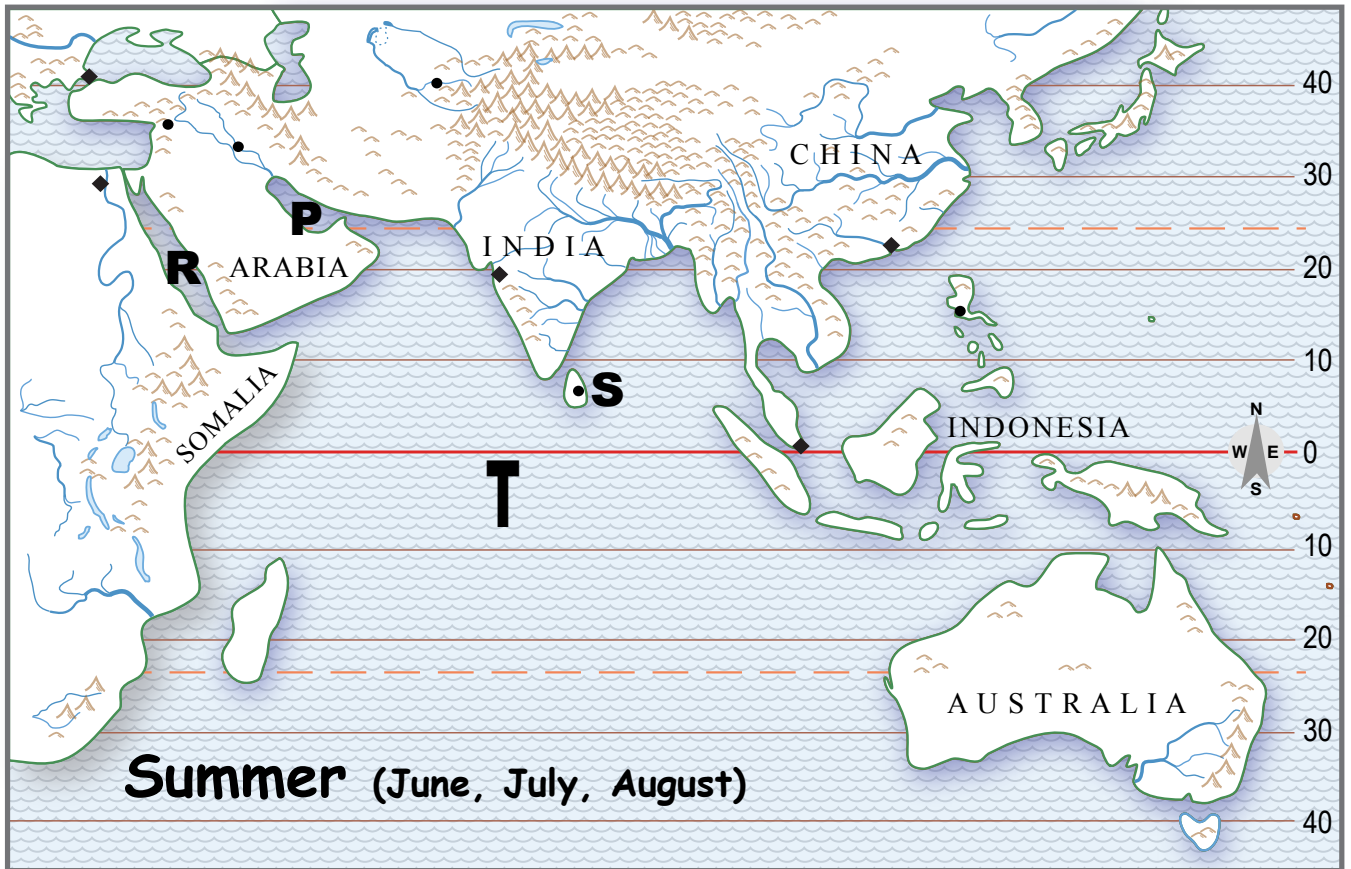 40
CHINA
30
P
INDIA
R
ARABIA
20
10
S
SOMALIA
INDONESIA
N
W E
S
0
T
10
20
AUSTRALIA
30
Summer (June, July, August)
40